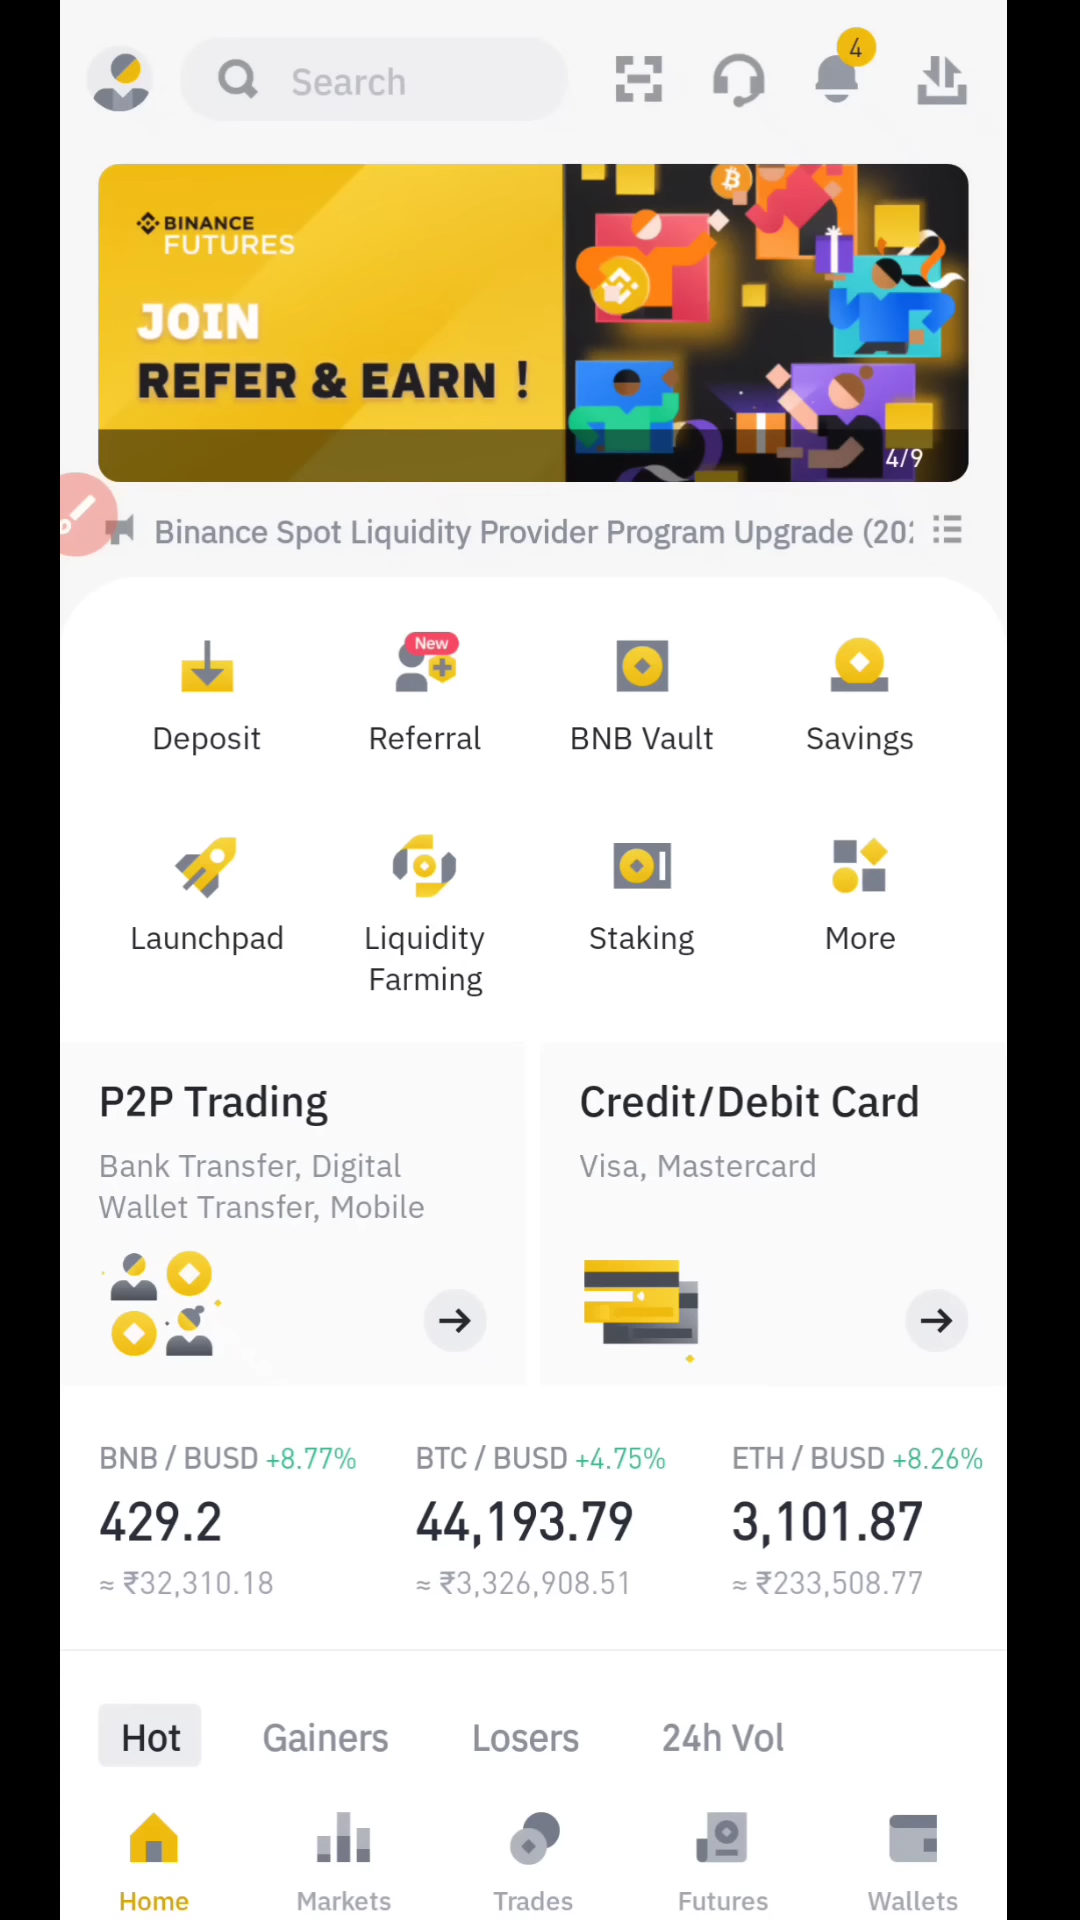 Search
4
BINANCE
FUTURES
JOIN
REFER & EARN !
4/9
Binance Spot Liquidity Provider Program Upgrade (202
New
Deposit
Referral
BNB Vault
Savings
Launchpad
Liquidity
Farming
Staking
More
P2P Trading
Bank Transfer, Digital
Wallet Transfer, Mobile
Credit/Debit Card
Visa, Mastercard
BNB / BUSD +8.77%
429.2
≈ ₹32,310.18
BTC / BUSD +4.75%
44,193.79
≈ ₹3,326,908.51
ETH / BUSD +8.26%
3,101.87
≈ ₹233,508.77
Hot
Gainers
Losers
24h Vol
Home
Markets
Trades
Futures
Wallets